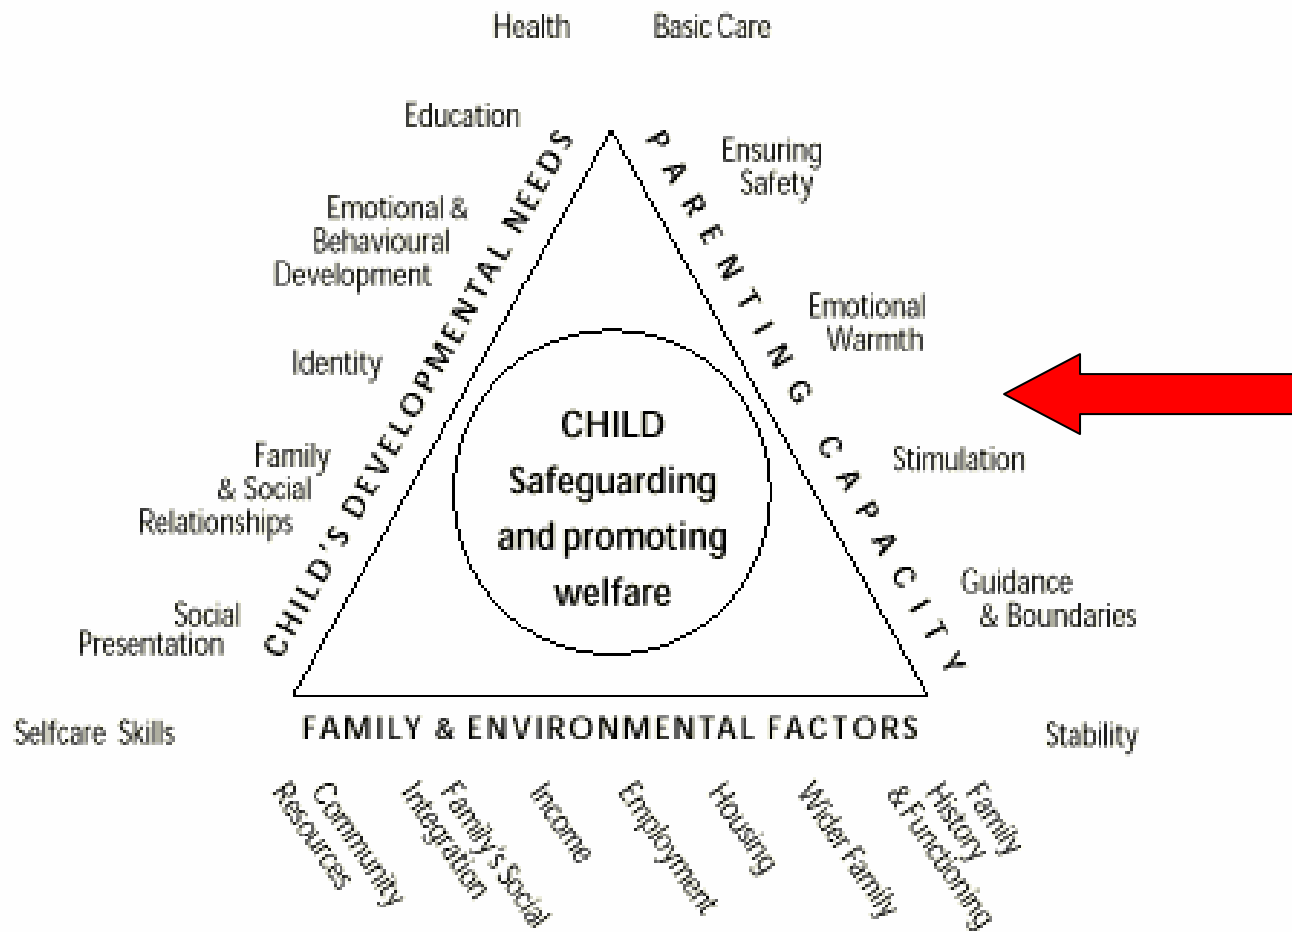 Health
Basic Care
Education
Ensuring
Safety
Emotional &
Behavioural
Development
Emotional
Warmth
Identity
Stimulation
Family
& Social
Relationships
Guidance
& Boundaries
Social
Presentation
Selfcare Skills
Stability
CHILD'S DEVELOPMENTAL NEEDS
PARENTING CAPACITY
CHILD
Safeguarding
and promoting
welfare
FAMILY & ENVIRONMENTAL FACTORS
Community
Resources
Family's Social
Integration
Income
Employment
Housing
Wider Family
Family
History
& Functioning